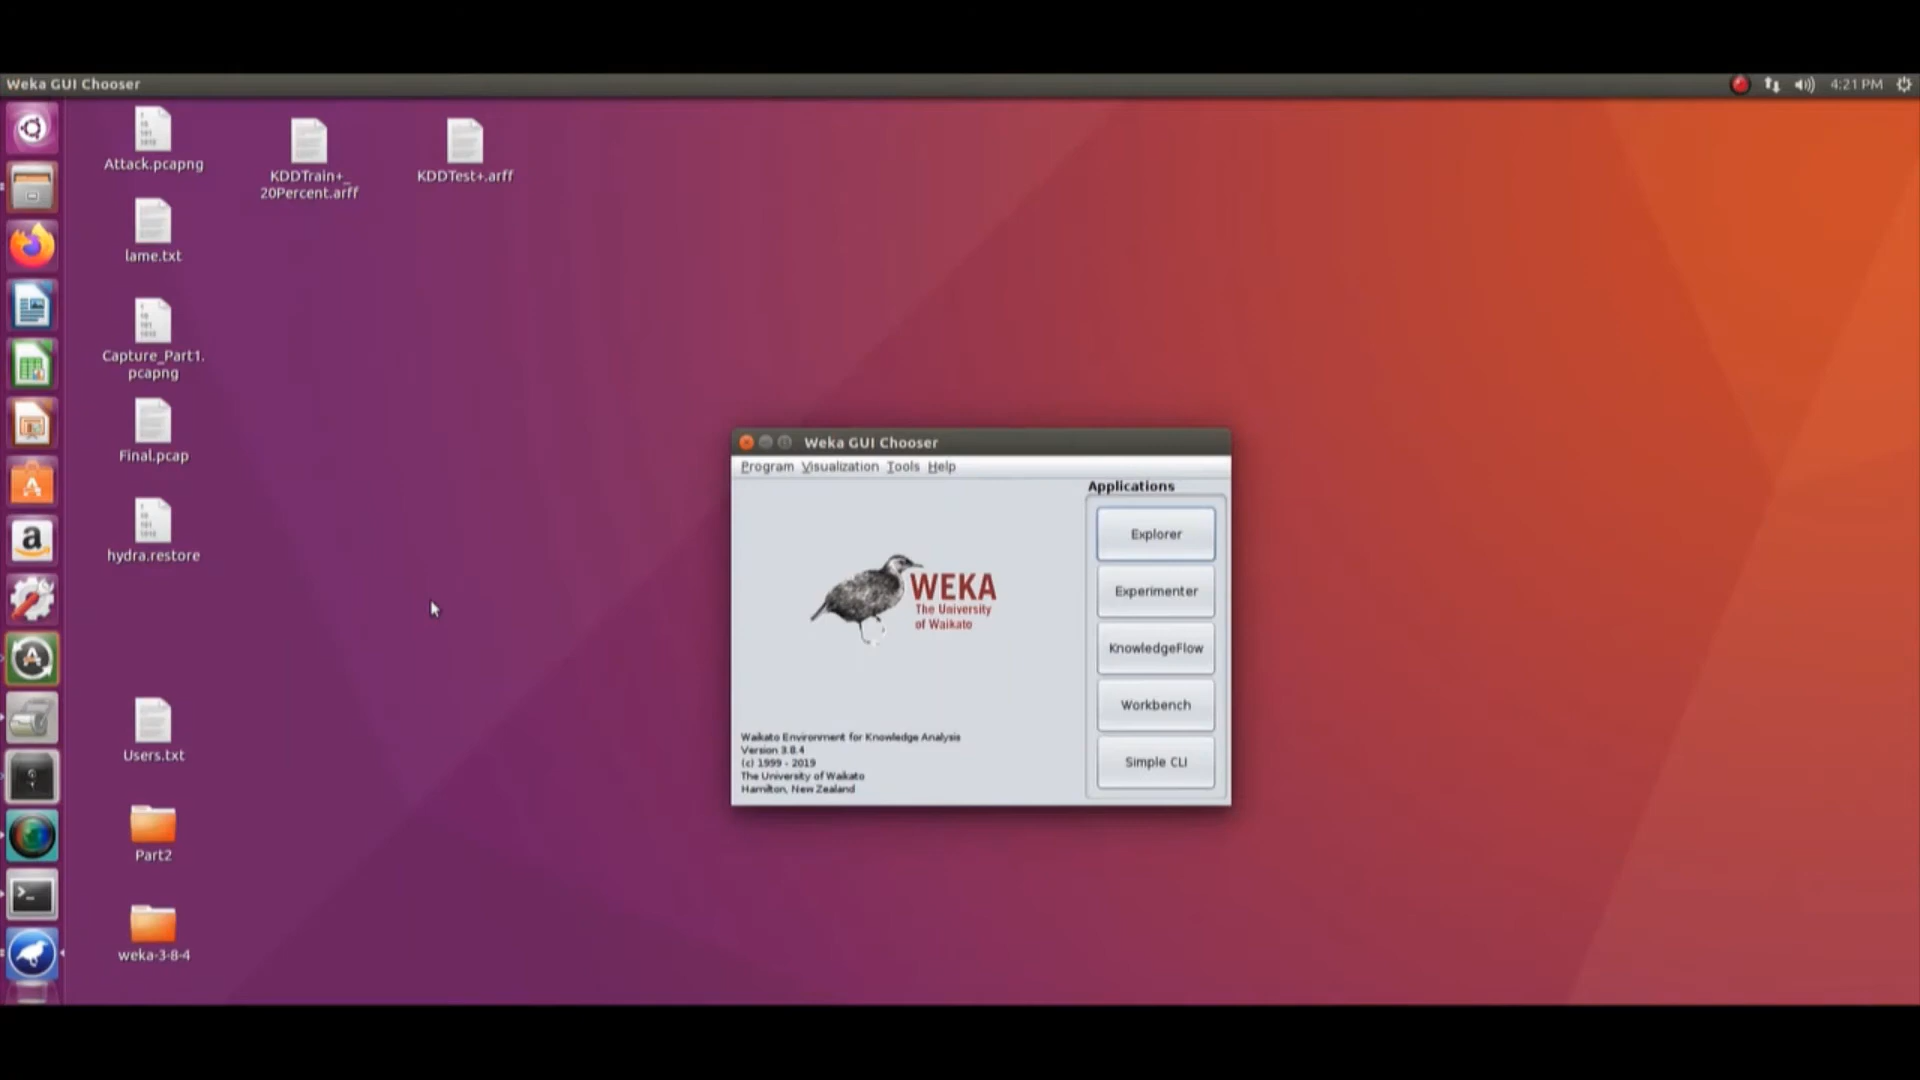 Weka GUI Chooser
4:21 PM
Attack.pcapng
KDDTrain+_
20Percent.arff
KDDTest+.arff
lame.txt
Capture_Part1.
pcapng
Final.pcap
hydra.restore
Users.txt
Part2
weka-3-8-4
Weka GUI Chooser
Program Visualization Tools Help
Applications
Explorer
Experimenter
KnowledgeFlow
Workbench
Simple CLI
WEKA
The University
of Waikato
Waikato Environment for Knowledge Analysis
Version 3.8.4
(c) 1999 - 2019
The University of Waikato
Hamilton, New Zealand